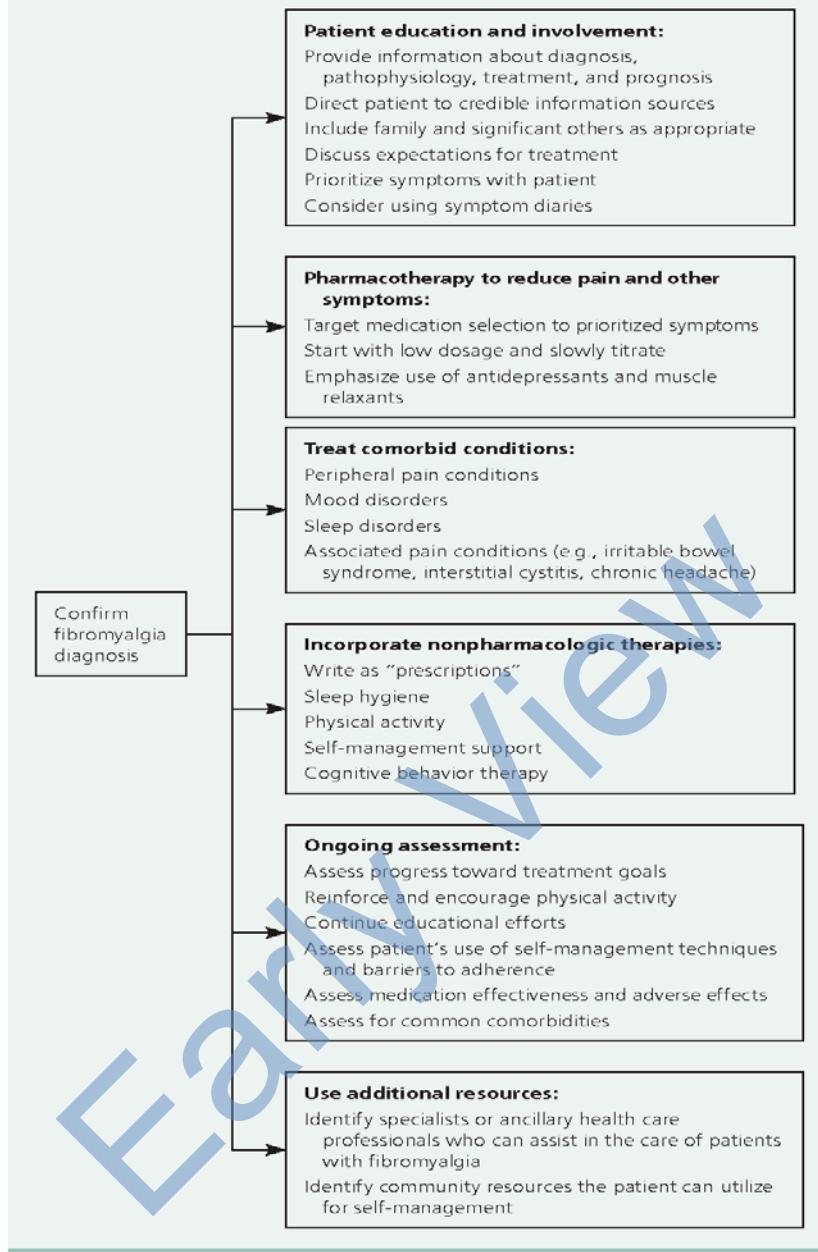 Patient education and involvement:
Provide information about diagnosis,
pathophysiology, treatment, and prognosis
Direct patient to credible information sources
Include family and significant others as appropriate
Discuss expectations for treatment
Prioritize symptoms with patient
Consider using symptom diaries
Pharmacotherapy to reduce pain and other
symptoms:
Target medication selection to prioritized symptoms
Start with low dosage and slowly titrate
Emphasize use of antidepressants and muscle
relaxants
Treat comorbid conditions:
Peripheral pain conditions
Mood disorders
Sleep disorders
Associated pain conditions (e.g., irritable bowel
syndrome, interstitial cystitis, chronic headache)
Confirm
fibromyalgia
diagnosis
Incorporate nonpharmacologic therapies:
Write as “prescriptions”
Sleep hygiene
Physical activity
Self-management support
Cognitive behavior therapy
Ongoing assessment:
Assess progress toward treatment goals
Reinforce and encourage physical activity
Continue educational efforts
Assess patient’s use of self-management techniques
and barriers to adherence
Assess medication effectiveness and adverse effects
Assess for common comorbidities
Use additional resources:
Identify specialists or ancillary health care
professionals who can assist in the care of patients
with fibromyalgia
Identify community resources the patient can utilize
for self-management
Early View